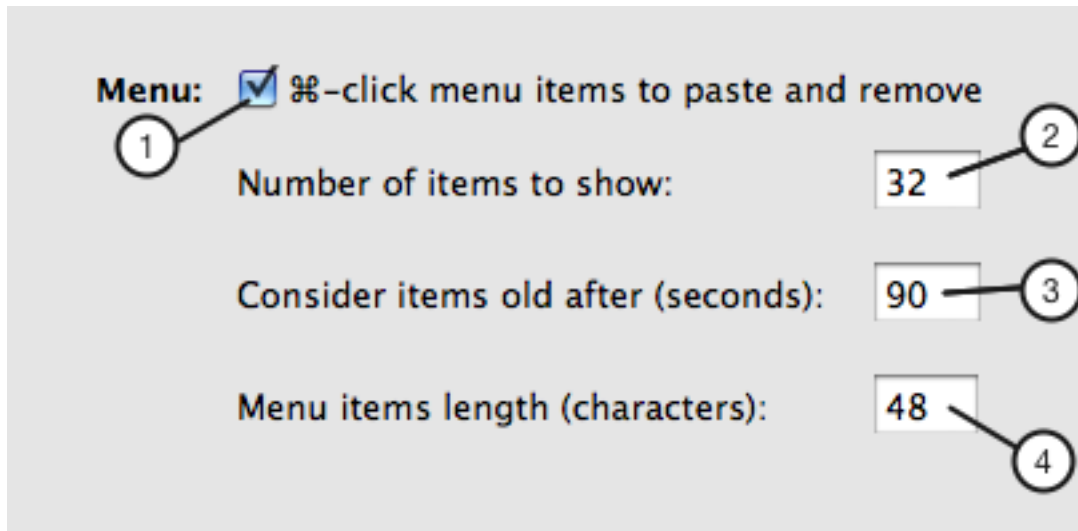 Menu: ⌘-click menu items to paste and remove
1
2
Number of items to show: 32
Consider items old after (seconds): 90
3
Menu items length (characters): 48
4